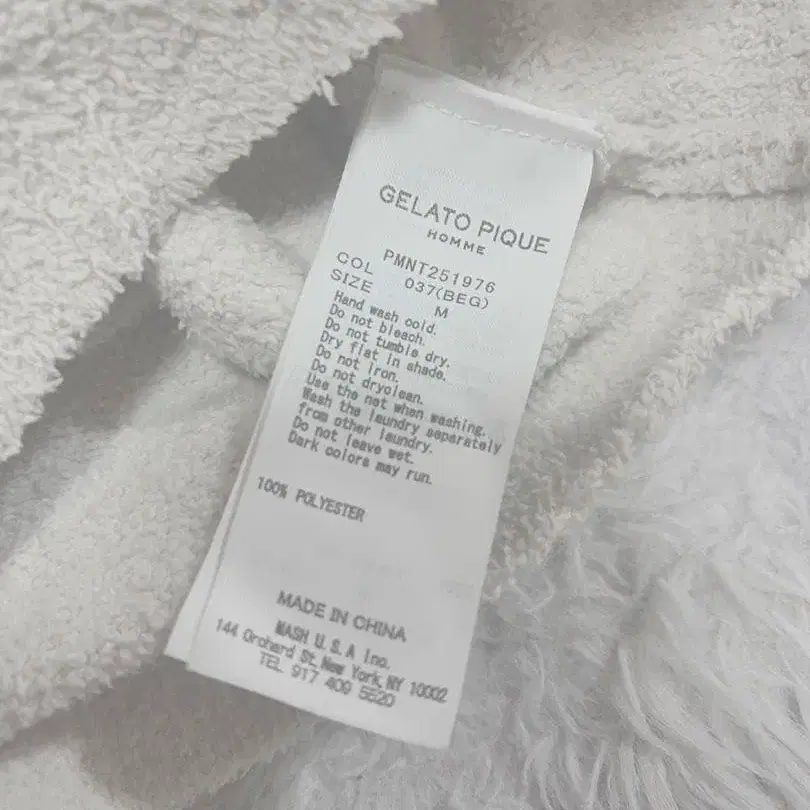 GELATO PIQUE
HOMME
PMNT251976
COL 037(BEG)
SIZE M
Hand wash cold.
Do not bleach.
Do not tumble dry.
Dry flat in shade.
Do not iron.
Do not dryclean.
Use the net when washing.
Wash the laundry separately
from other laundry.
Do not leave wet.
Dark colors may run.
100% POLYESTER
MADE IN CHINA
MASH U.S.A Inc.
144 Orchard St, New York, NY 10002
TEL 917 409 5520